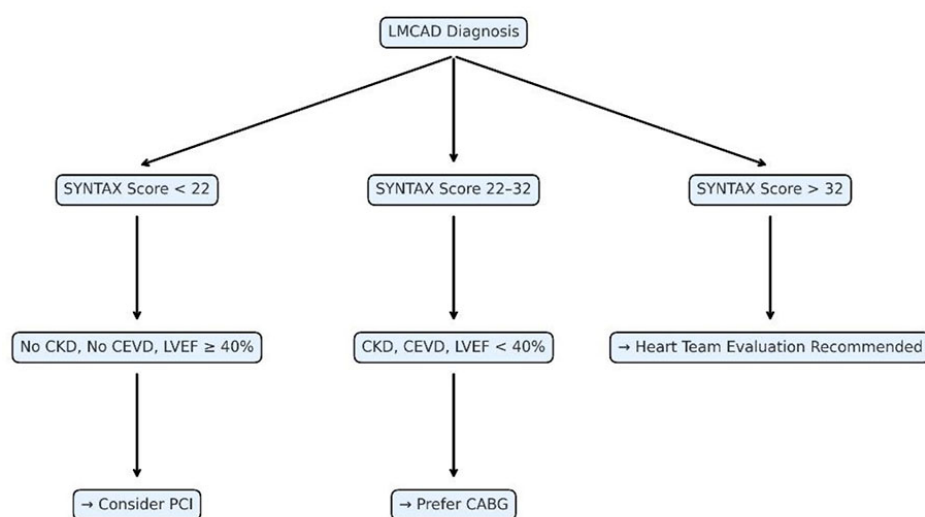 LMCAD Diagnosis
SYNTAX Score < 22
SYNTAX Score 22–32
SYNTAX Score > 32
No CKD, No CEVD, LVEF ≥ 40%
CKD, CEVD, LVEF < 40%
→ Heart Team Evaluation Recommended
→ Consider PCI
→ Prefer CABG